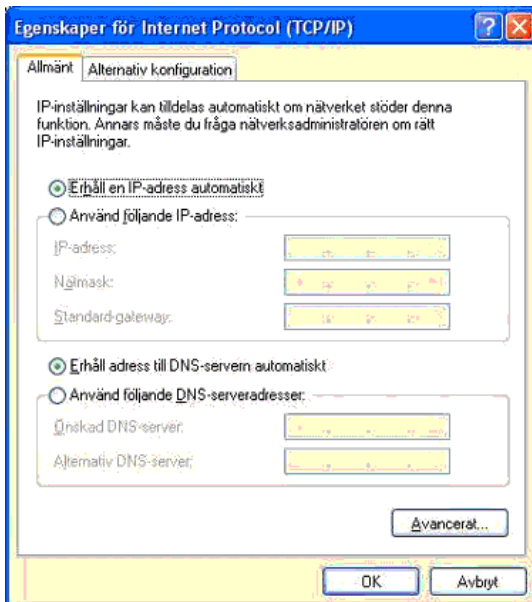 Egenskaper för Internet Protocol (TCP/IP)
Allmänt
Alternativ konfiguration
IP-inställningar kan tilldelas automatiskt om nätverket stöder denna
funktion. Annars måste du fråga nätverksadministratören om rätt
IP-inställningar.
Erhåll en IP-adress automatiskt
Använd följande IP-adress:
IP-adress:
Nätmask:
Standard-gateway:
Erhåll adress till DNS-servern automatiskt
Använd följande DNS-serveradresser:
Önskad DNS-server:
Alternativ DNS-server:
Avancerat...
OK
Avbryt